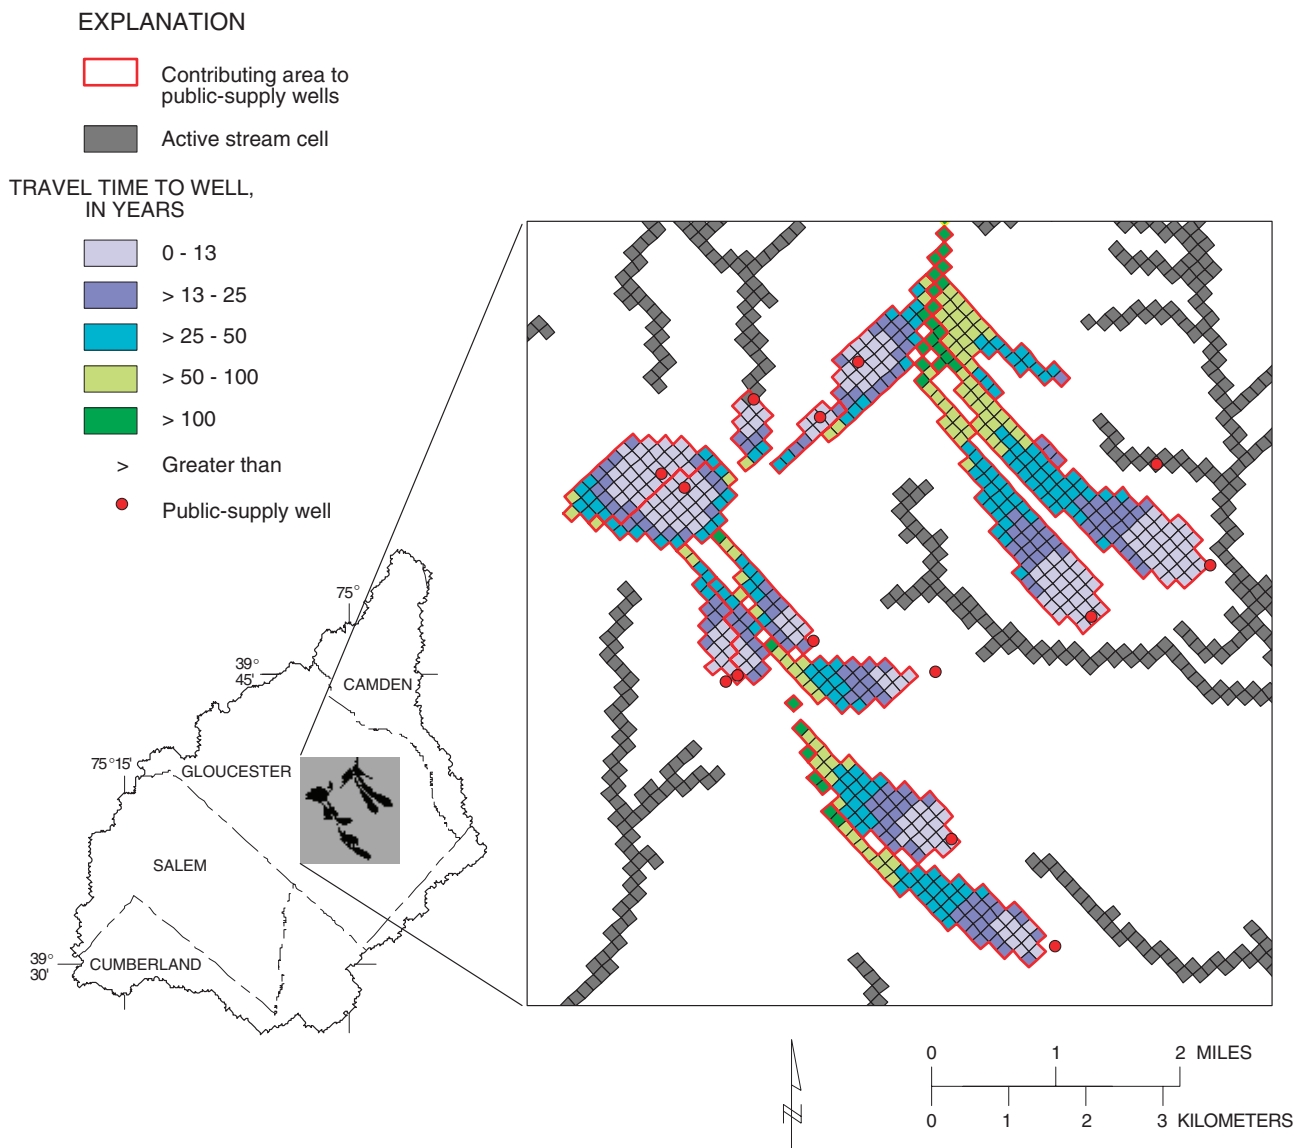 EXPLANATION
Contributing area to
public-supply wells
Active stream cell
TRAVEL TIME TO WELL,
IN YEARS
0 - 13
> 13 - 25
> 25 - 50
> 50 - 100
> 100
> Greater than
Public-supply well
75°
39°
45'
CAMDEN
75° 15'
GLOUCESTER
SALEM
39°
30'
CUMBERLAND
N
0 1 2 MILES
0 1 2 3 KILOMETERS